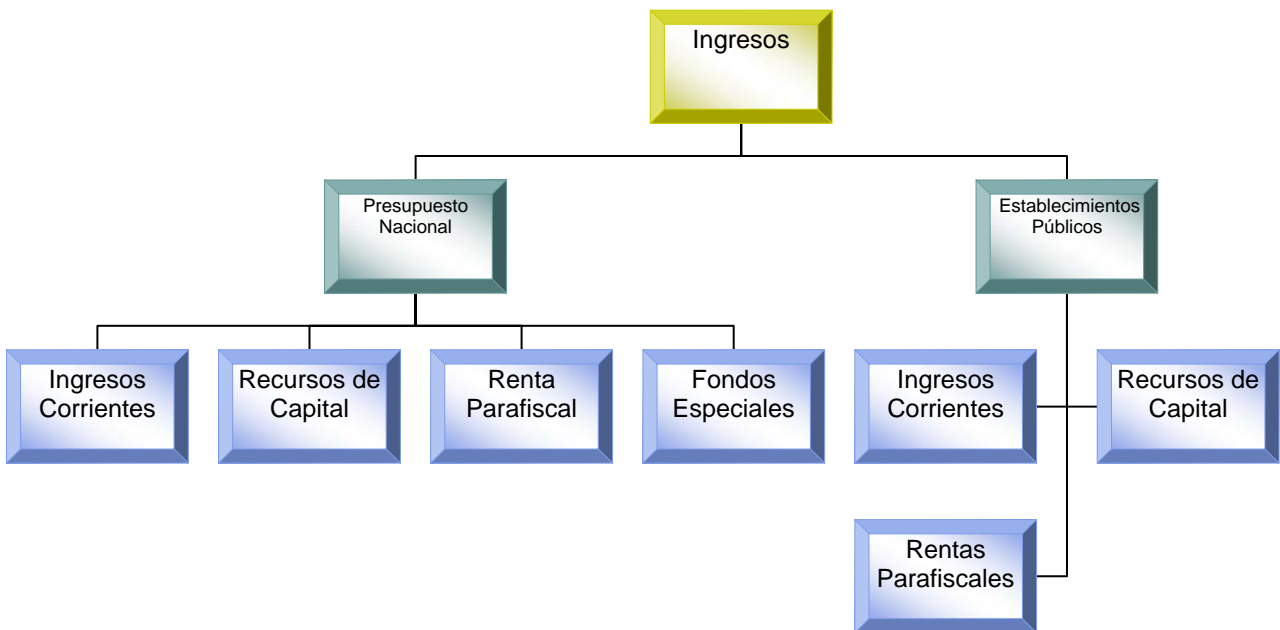 Ingresos
Presupuesto
Nacional
Establecimientos
Públicos
Ingresos
Corrientes
Recursos de
Capital
Renta
Parafiscal
Fondos
Especiales
Ingresos
Corrientes
Recursos de
Capital
Rentas
Parafiscales